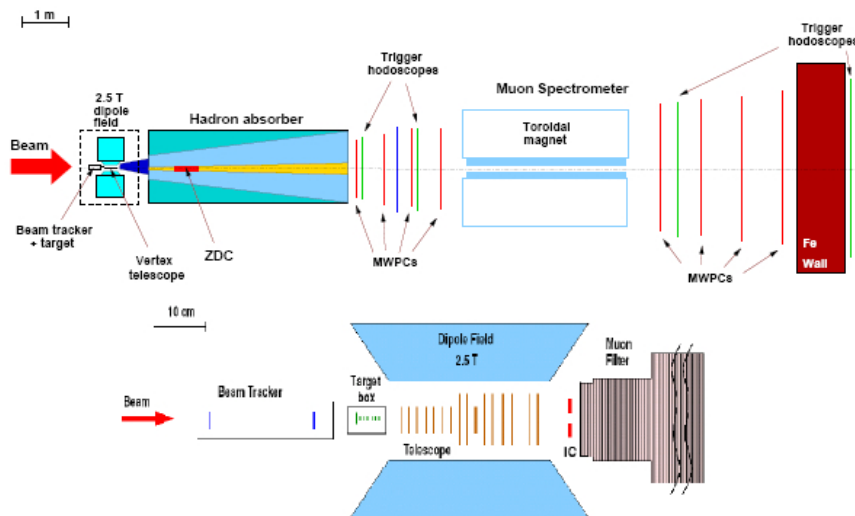 1 m
Trigger
hodoscopes
2.5 T
dipole
field
Hadron absorber
Trigger
hodoscopes
Muon Spectrometer
Toroidal
magnet
Beam
Beam tracker
+ target
Vertex
telescope
ZDC
MWPCs
MWPCs
Fe
Wall
10 cm
Dipole Field
2.5 T
Muon
Filter
Target
box
Beam Tracker
Beam
Telescope
IC